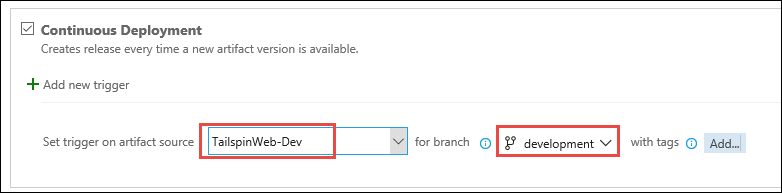 Continuous Deployment
Creates release every time a new artifact version is available.
Add new trigger
Set trigger on artifact source TailspinWeb-Dev for branch development with tags Add...